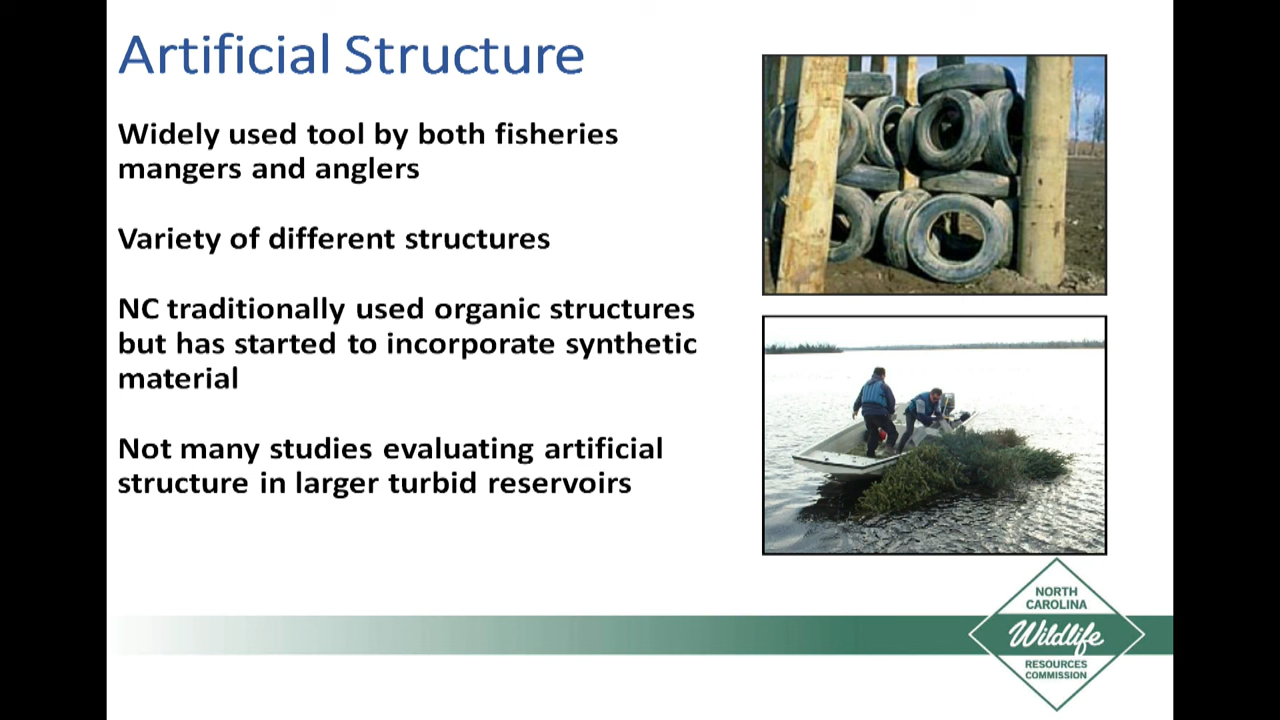 Artificial Structure
Widely used tool by both fisheries
mangers and anglers
Variety of different structures
NC traditionally used organic structures
but has started to incorporate synthetic
material
Not many studies evaluating artificial
structure in larger turbid reservoirs
NORTH
CAROLINA
Wildlife
RESOURCES
COMMISSION